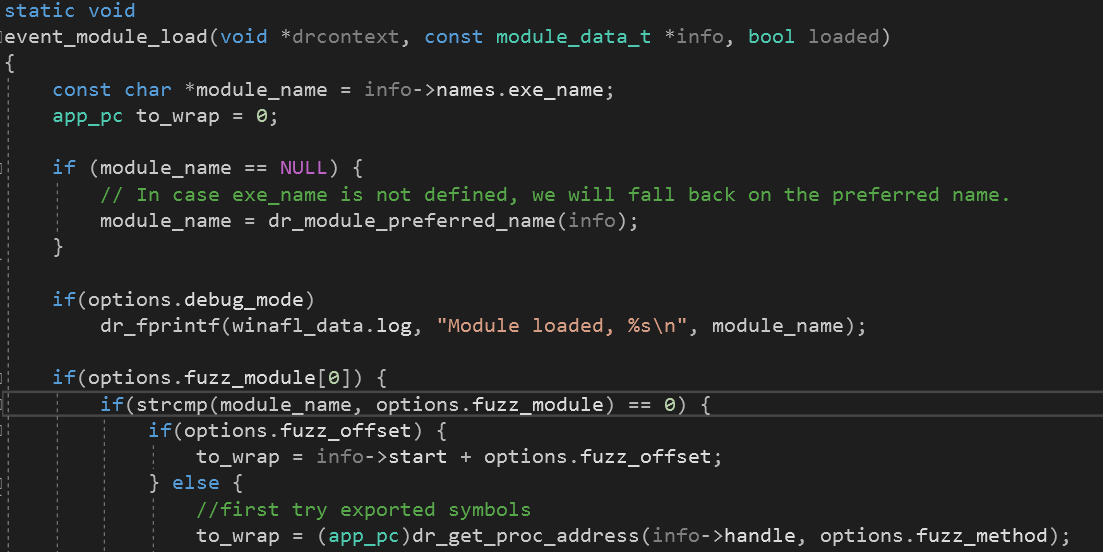 static void
event_module_load(void *drcontext, const module_data_t *info, bool loaded)
{
    const char *module_name = info->names.exe_name;
    app_pc to_wrap = 0;

    if (module_name == NULL) {
        // In case exe_name is not defined, we will fall back on the preferred name.
        module_name = dr_module_preferred_name(info);
    }

    if(options.debug_mode)
        dr_fprintf(winafl_data.log, "Module loaded, %s\n", module_name);

    if(options.fuzz_module[0]) {
        if(strcmp(module_name, options.fuzz_module) == 0) {
            if(options.fuzz_offset) {
                to_wrap = info->start + options.fuzz_offset;
            } else {
                //first try exported symbols
                to_wrap = (app_pc)dr_get_proc_address(info->handle, options.fuzz_method);